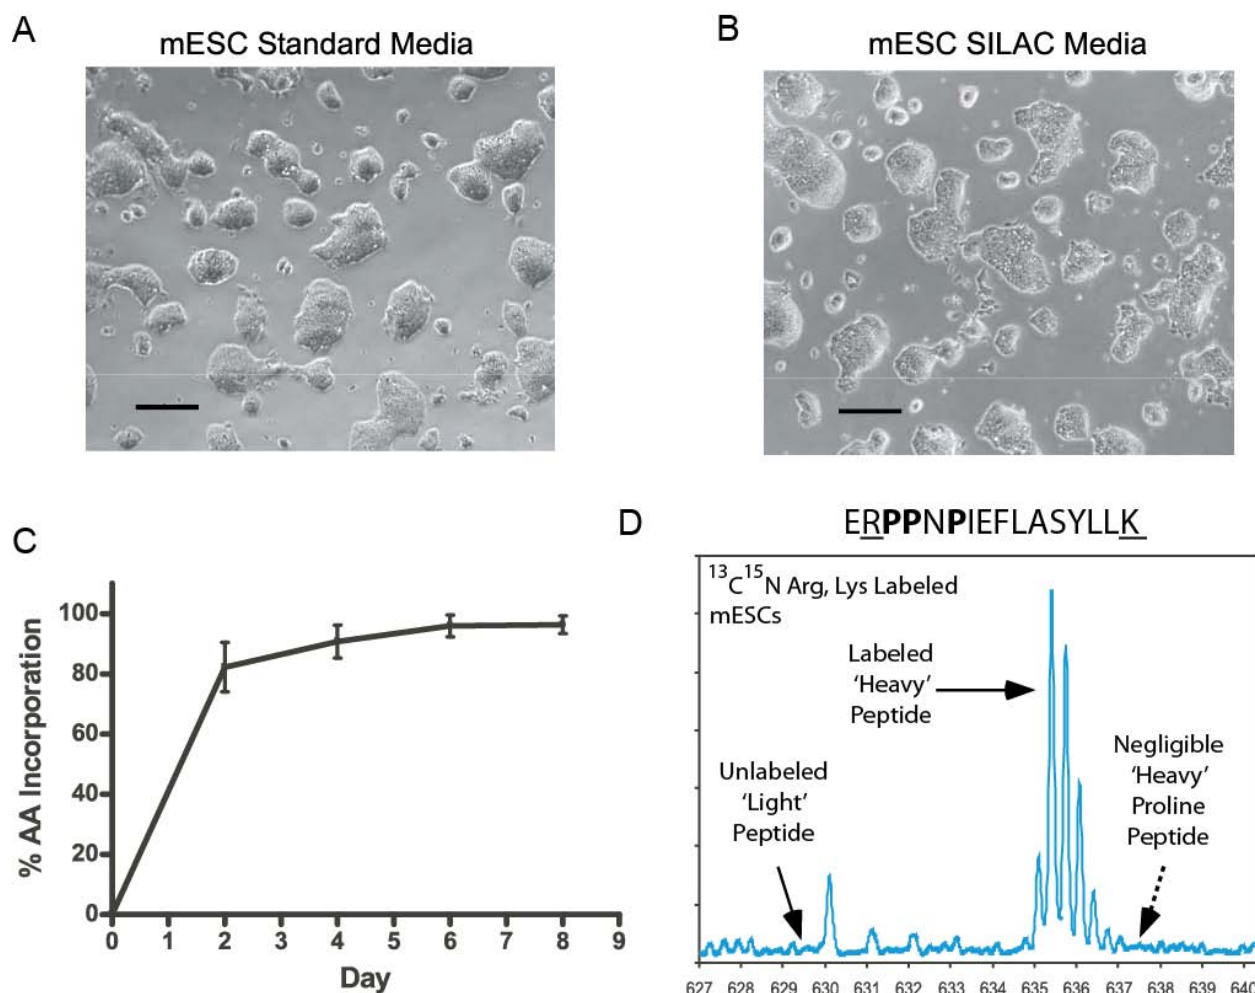 A
mESC Standard Media
B
mESC SILAC Media
C
% AA Incorporation
100
80
60
40
20
0
0 1 2 3 4 5 6 7 8 9
Day
D
ERPPNPIEFLASYLLK
13C15N Arg, Lys Labeled
mESCs
Labeled
'Heavy'
Peptide
Unlabeled
'Light'
Peptide
Negligible
'Heavy'
Proline
Peptide
627 628 629 630 631 632 633 634 635 636 637 638 639 640